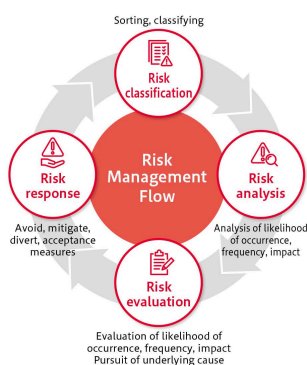 Sorting, classifying
Risk
classification
Risk
Management
Flow
Risk
response
Avoid, mitigate,
divert, acceptance
measures
Risk
analysis
Analysis of likelihood
of occurrence,
frequency, impact
Risk
evaluation
Evaluation of likelihood of
occurrence, frequency, impact
Pursuit of underlying cause